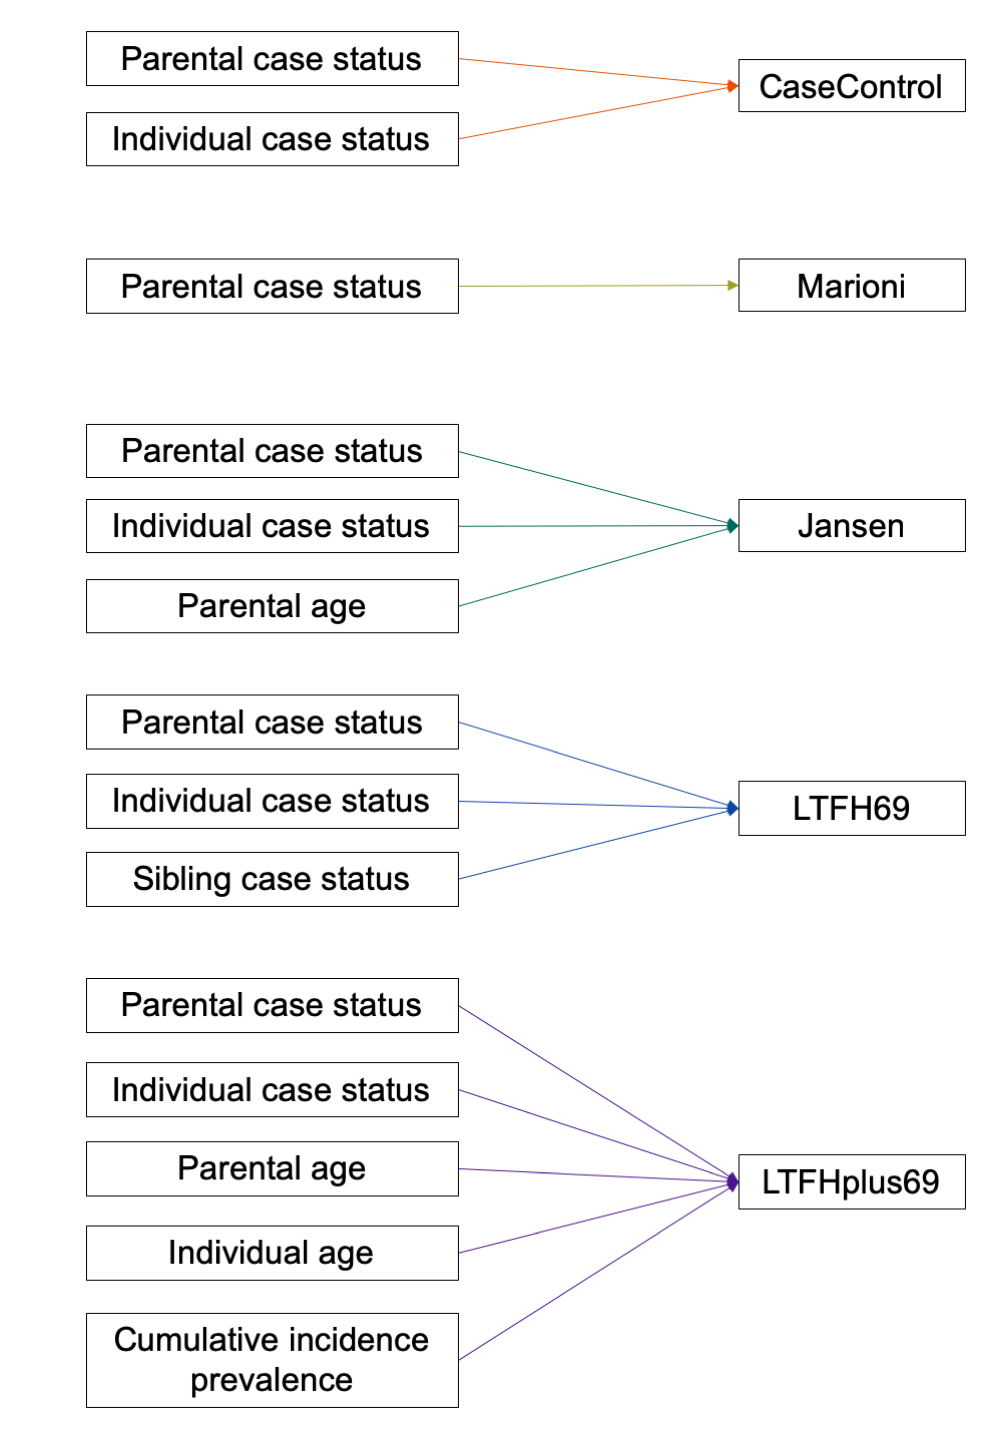 Parental case status
Individual case status
CaseControl
Parental case status
Marioni
Parental case status
Individual case status
Parental age
Jansen
Parental case status
Individual case status
Sibling case status
LTFH69
Parental case status
Individual case status
Parental age
Individual age
Cumulative incidence
prevalence
LTFHplus69